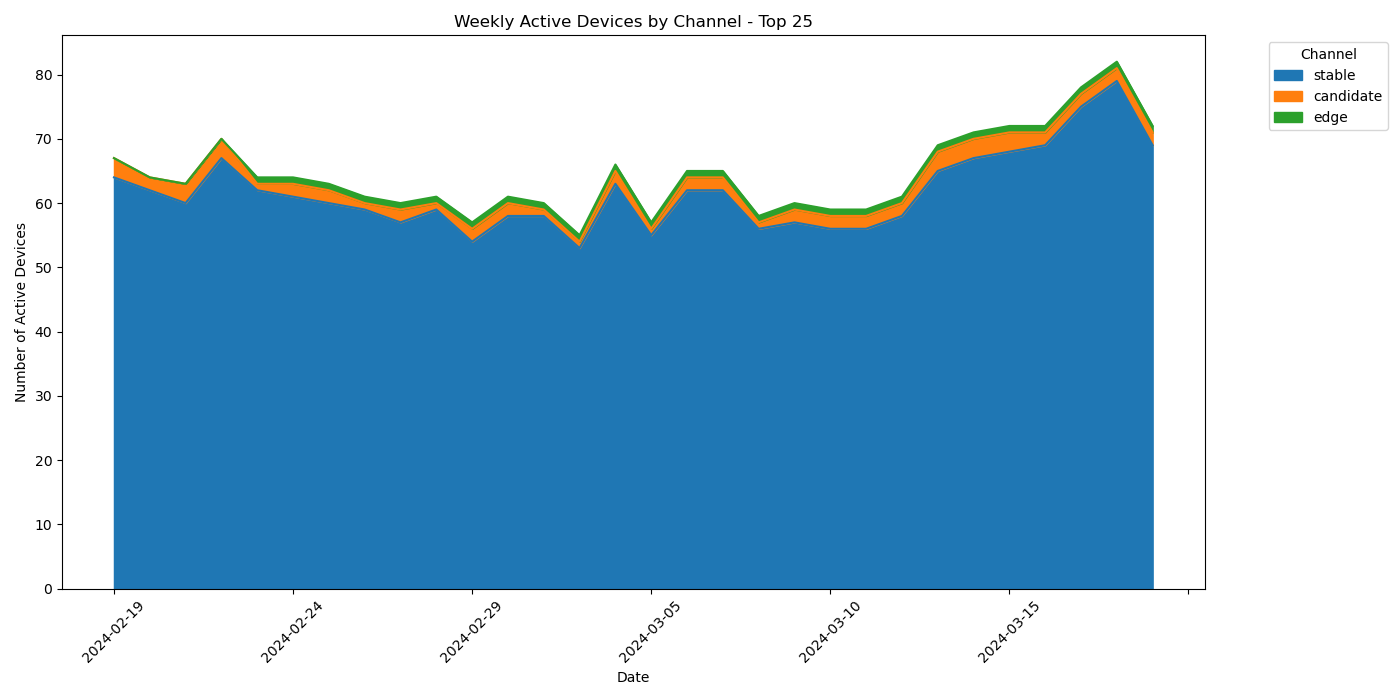 Weekly Active Devices by Channel - Top 25
Channel
stable
candidate
edge
Number of Active Devices
80
70
60
50
40
30
20
10
0
2024-02-19
2024-02-24
2024-02-29
2024-03-05
2024-03-10
2024-03-15
Date